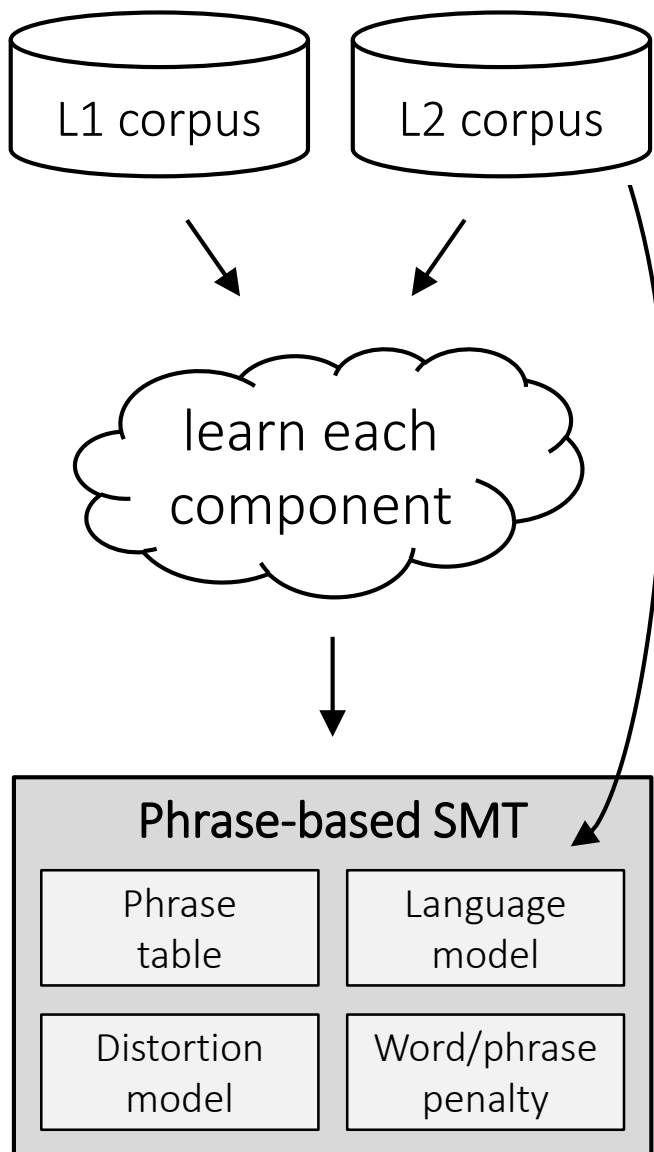 L1 corpus
L2 corpus
learn each
component
Phrase-based SMT
Phrase
table
Language
model
Distortion
model
Word/phrase
penalty